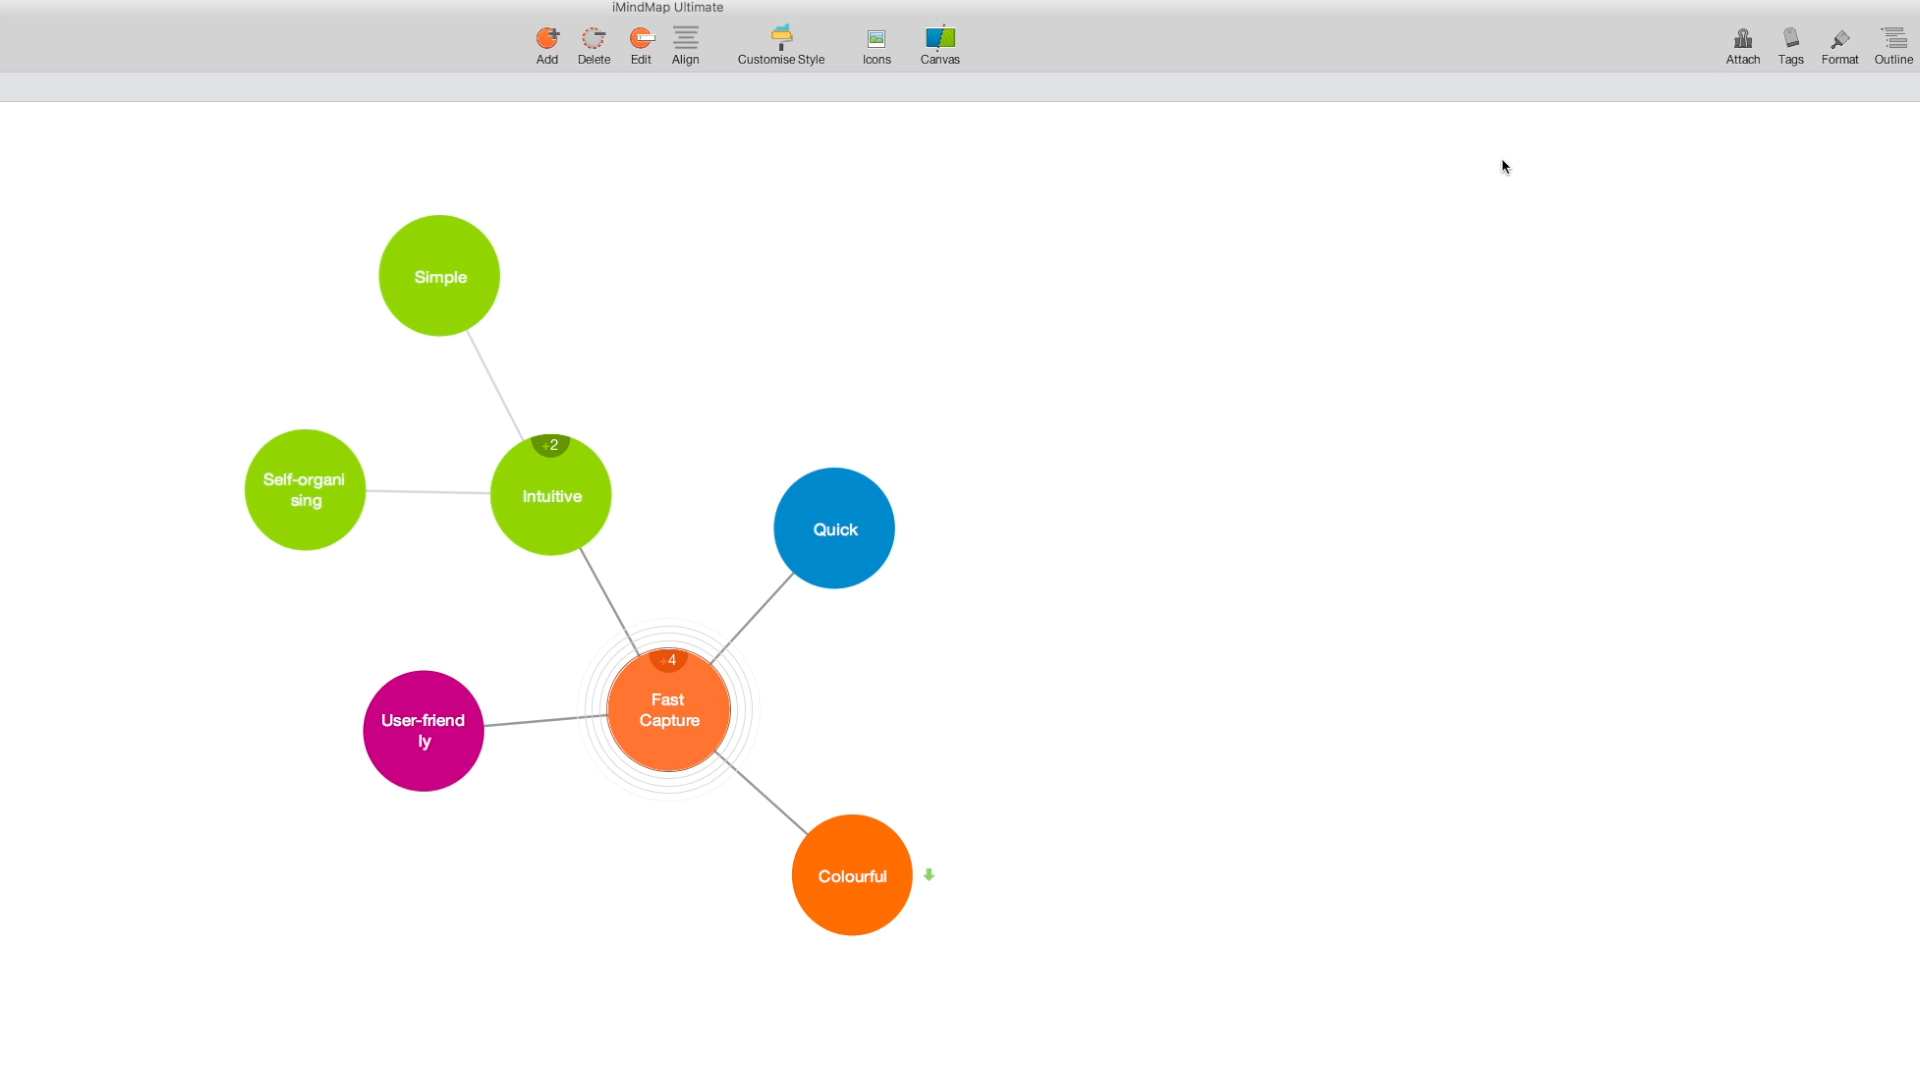 iMindMap Ultimate
Add Delete Edit Align Customise Style Icons Canvas Attach Tags Format Outline
Simple
+2
Self-organi
sing
Intuitive
Quick
+4
Fast
Capture
User-friend
ly
Colourful